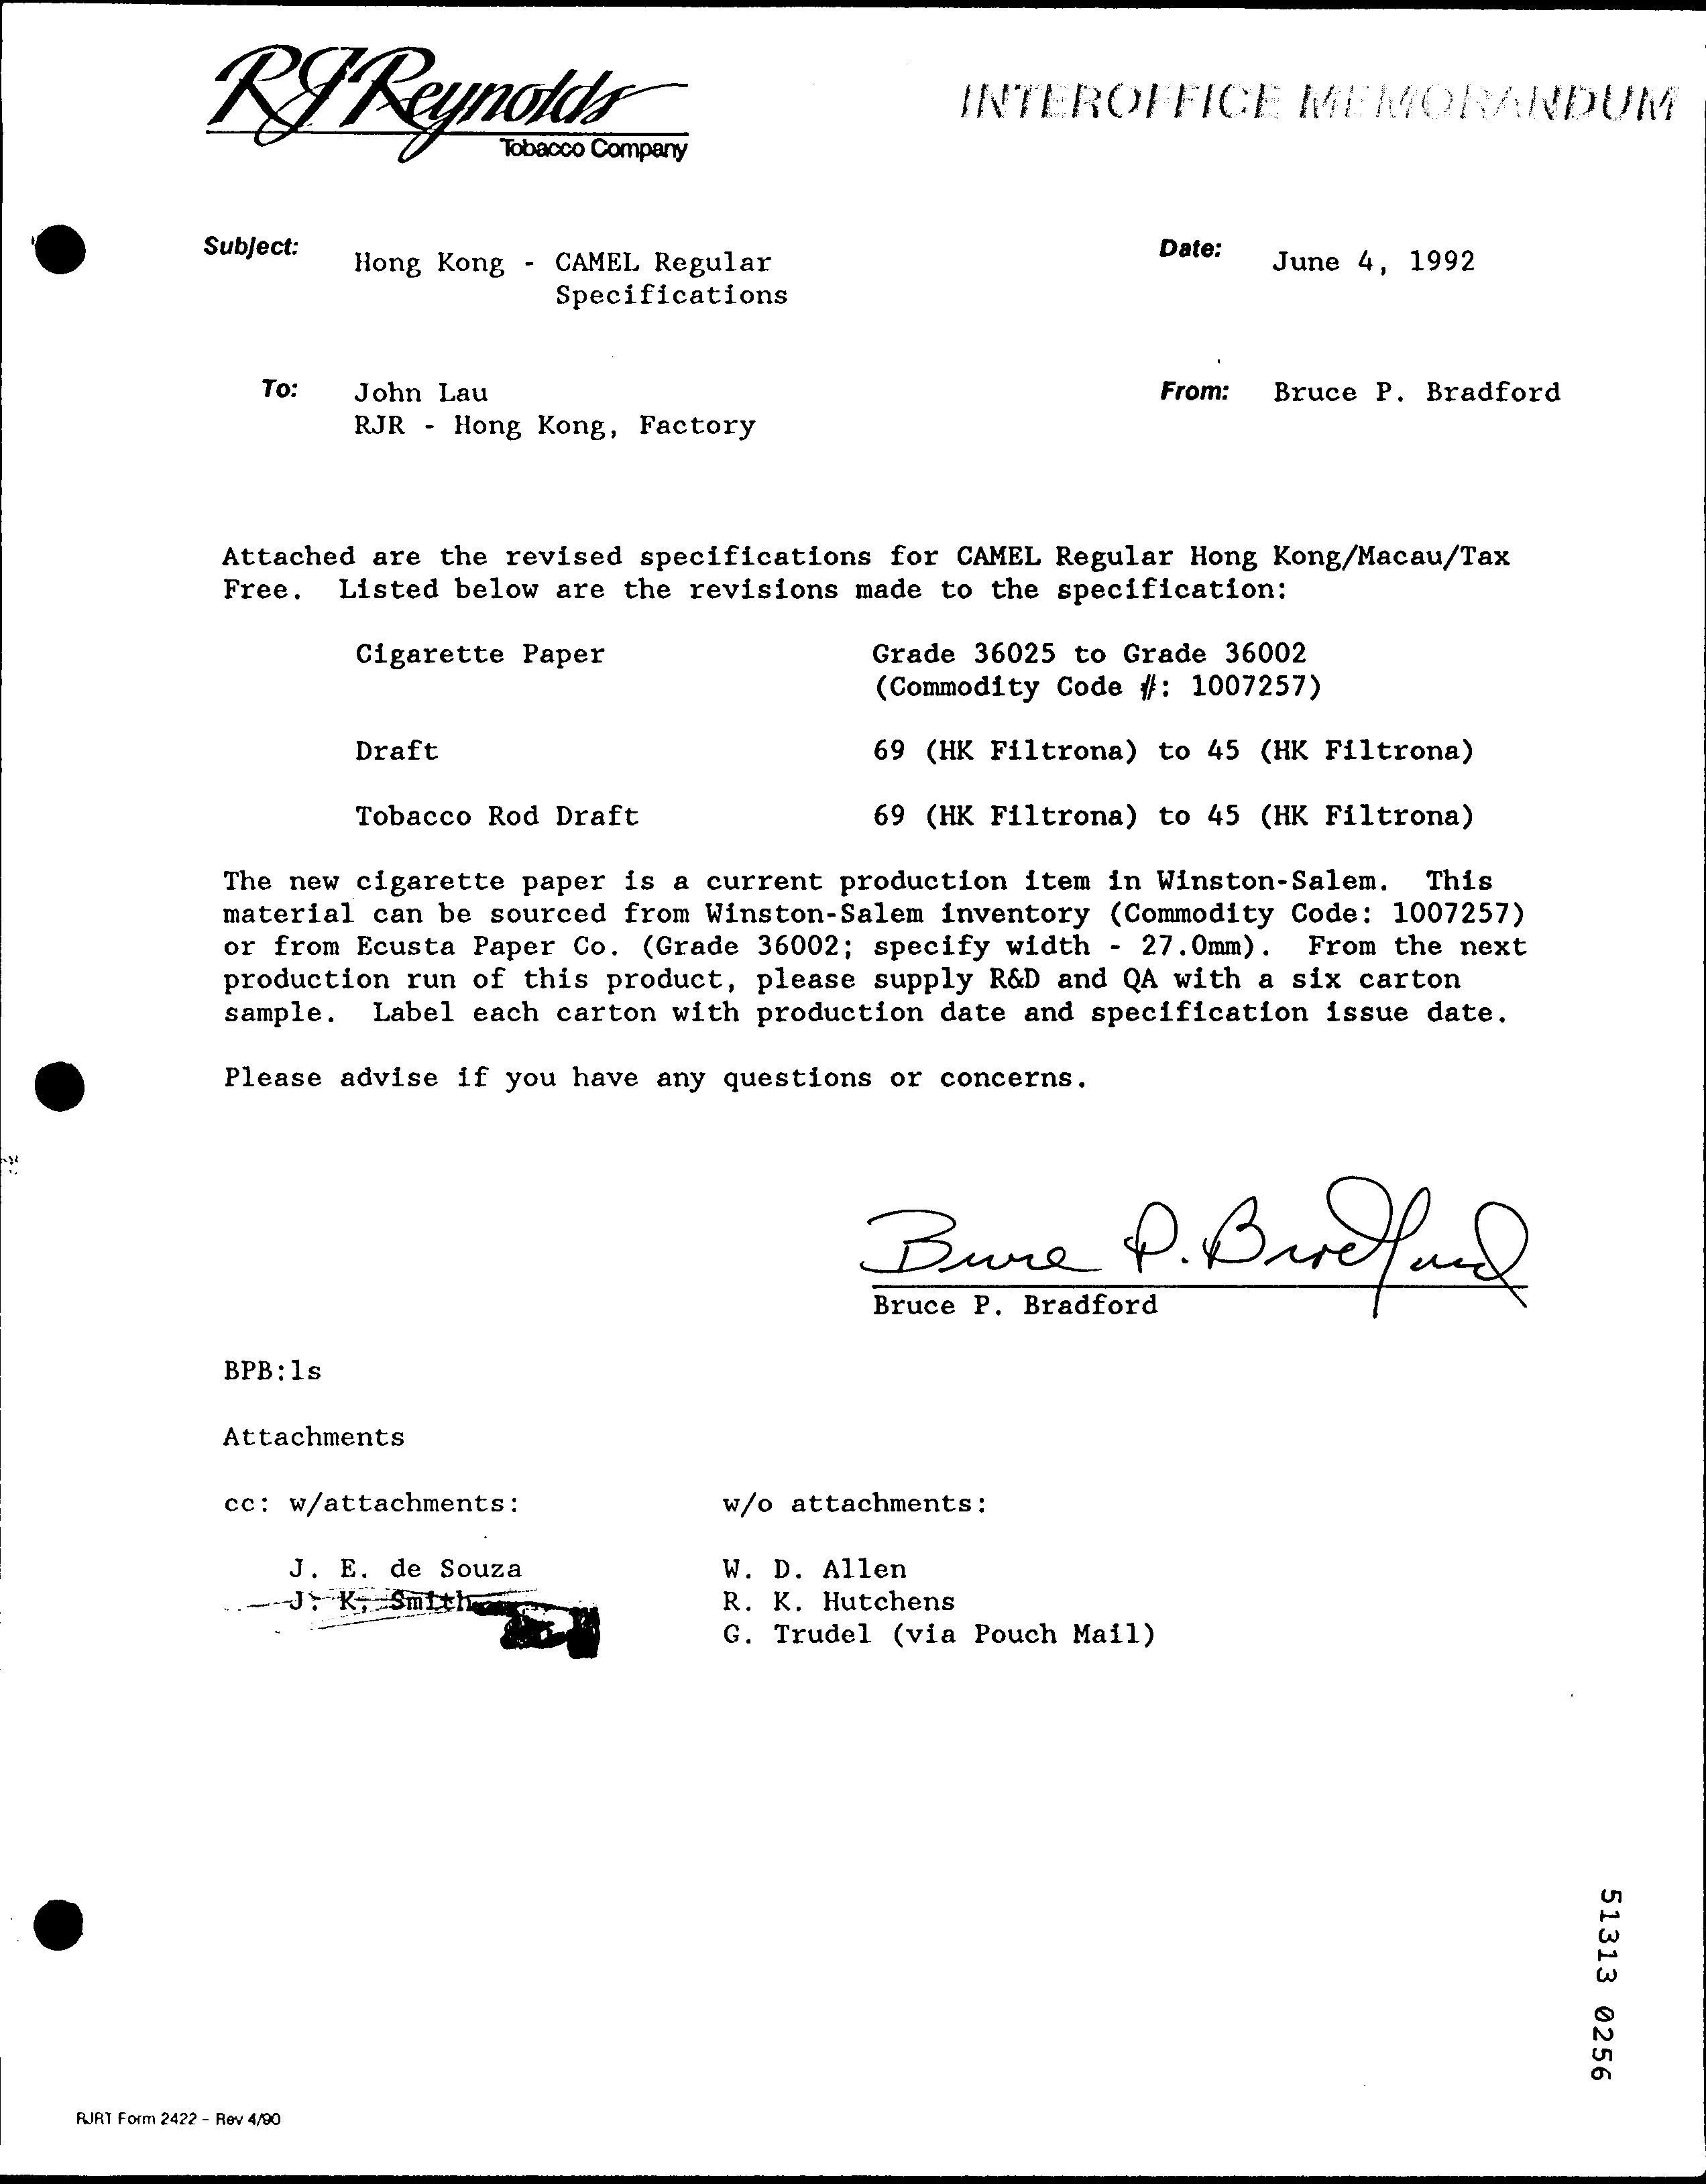 RJReynolds
Tobacco Company
INTEROFFICE MEMORANDUM
Subject: Hong Kong - CAMEL Regular
Specifications
Date: June 4, 1992
To: John Lau
RJR - Hong Kong, Factory
From: Bruce P. Bradford
Attached are the revised specifications for CAMEL Regular Hong Kong/Macau/Tax
Free. Listed below are the revisions made to the specification:
Cigarette Paper Grade 36025 to Grade 36002
(Commodity Code #: 1007257)
Draft 69 (HK Filtrona) to 45 (HK Filtrona)
Tobacco Rod Draft 69 (HK Filtrona) to 45 (HK Filtrona)
The new cigarette paper is a current production item in Winston-Salem. This
material can be sourced from Winston-Salem inventory (Commodity Code: 1007257)
or from Ecusta Paper Co. (Grade 36002; specify width - 27.0mm). From the next
production run of this product, please supply R&D and QA with a six carton
sample. Label each carton with production date and specification issue date.
Please advise if you have any questions or concerns.
Bruce P. Bradford
Bruce P. Bradford
BPB:ls
Attachments
cc: w/attachments: w/o attachments:
J. E. de Souza W. D. Allen
J. K. Smith R. K. Hutchens
G. Trudel (via Pouch Mail)
51313 0256
RJRT Form 2422 - Rev 4/90